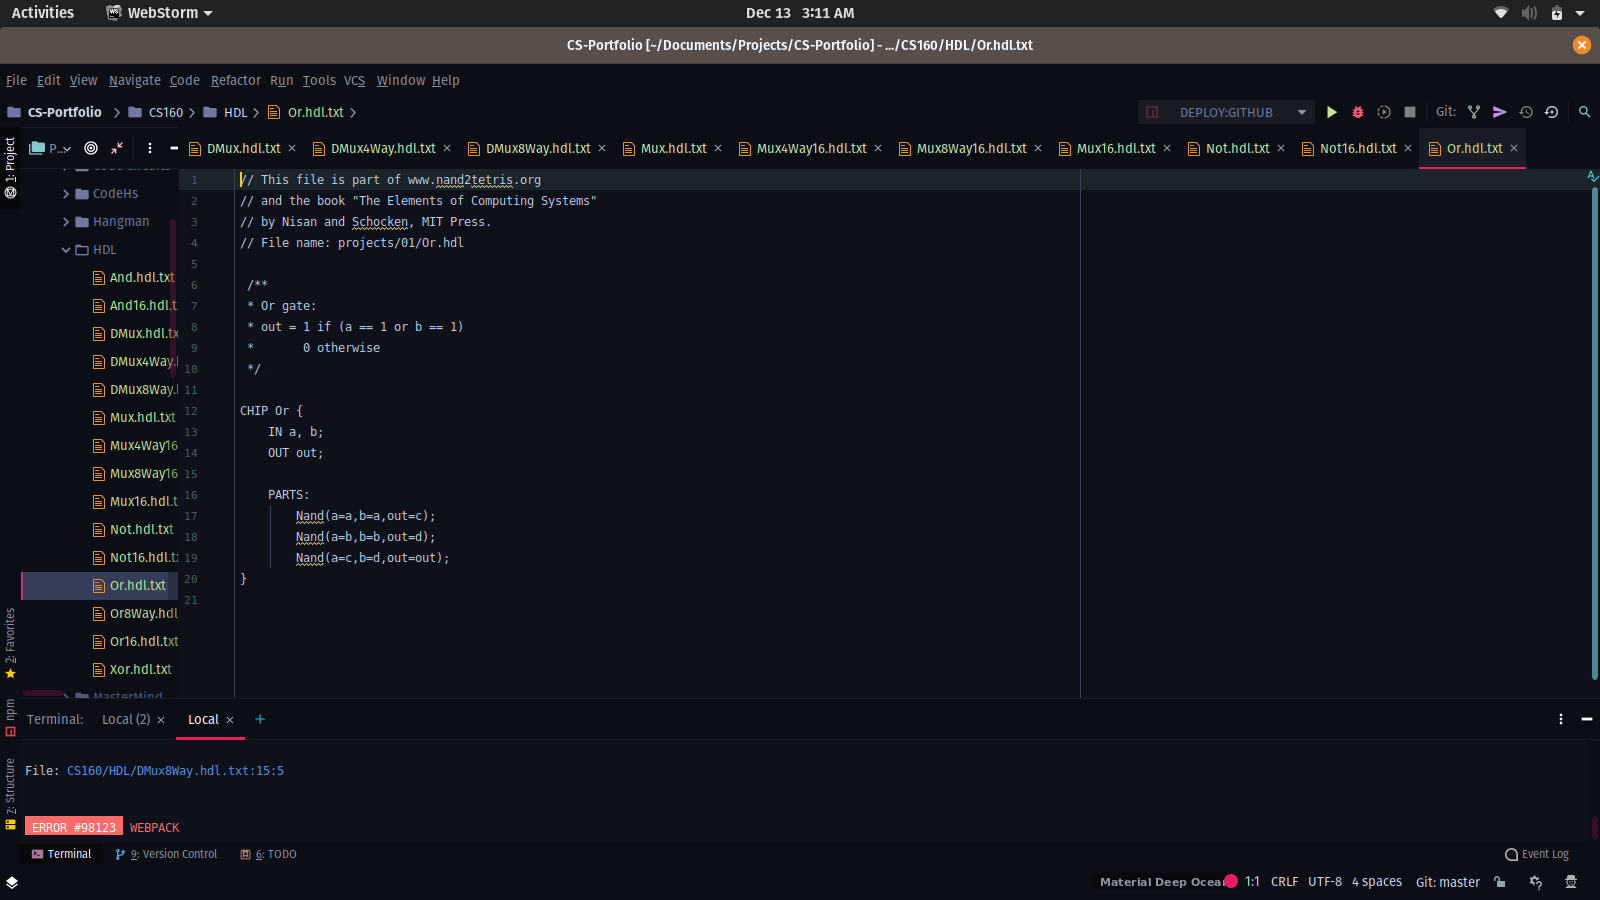 Activities WebStorm Dec 13 3:11 AM
CS-Portfolio [~/Documents/Projects/CS-Portfolio] - .../CS160/HDL/Or.hdl.txt
File Edit View Navigate Code Refactor Run Tools VCS Window Help
CS-Portfolio CS160 HDL Or.hdl.txt DEPLOY:GITHUB Git:
1: Project
P... DMux.hdl.txt DMux4Way.hdl.txt DMux8Way.hdl.txt Mux.hdl.txt Mux4Way16.hdl.txt Mux8Way16.hdl.txt Mux16.hdl.txt Not.hdl.txt Not16.hdl.txt Or.hdl.txt
CodeHs
Hangman
HDL
And.hdl.txt
And16.hdl.t
DMux.hdl.tx
DMux4Way.
DMux8Way.
Mux.hdl.txt
Mux4Way16
Mux8Way16
Mux16.hdl.t
Not.hdl.txt
Not16.hdl.t
Or.hdl.txt
Or8Way.hdl
Or16.hdl.txt
Xor.hdl.txt
MasterMind
1 // This file is part of www.nand2tetris.org
2 // and the book "The Elements of Computing Systems"
3 // by Nisan and Schocken, MIT Press.
4 // File name: projects/01/Or.hdl
5
6 /**
7 * Or gate:
8 * out = 1 if (a == 1 or b == 1)
9 *       0 otherwise
10 */
11
12 CHIP Or {
13     IN a, b;
14     OUT out;
15
16     PARTS:
17         Nand(a=a,b=a,out=c);
18         Nand(a=b,b=b,out=d);
19         Nand(a=c,b=d,out=out);
20 }
21
2: Favorites
npm
7: Structure
Terminal: Local (2) Local
File: CS160/HDL/DMux8Way.hdl.txt:15:5
ERROR #98123 WEBPACK
Terminal 9: Version Control 6: TODO Event Log
Material Deep Ocea 1:1 CRLF UTF-8 4 spaces Git: master